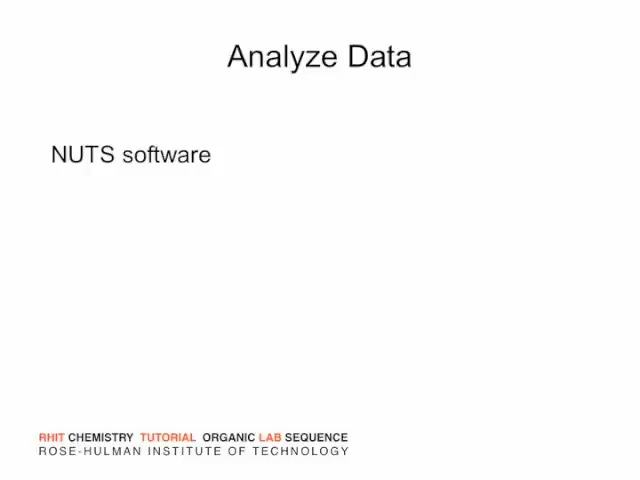 Analyze Data
NUTS software
RHIT CHEMISTRY TUTORIAL ORGANIC LAB SEQUENCE
ROSE-HULMAN INSTITUTE OF TECHNOLOGY